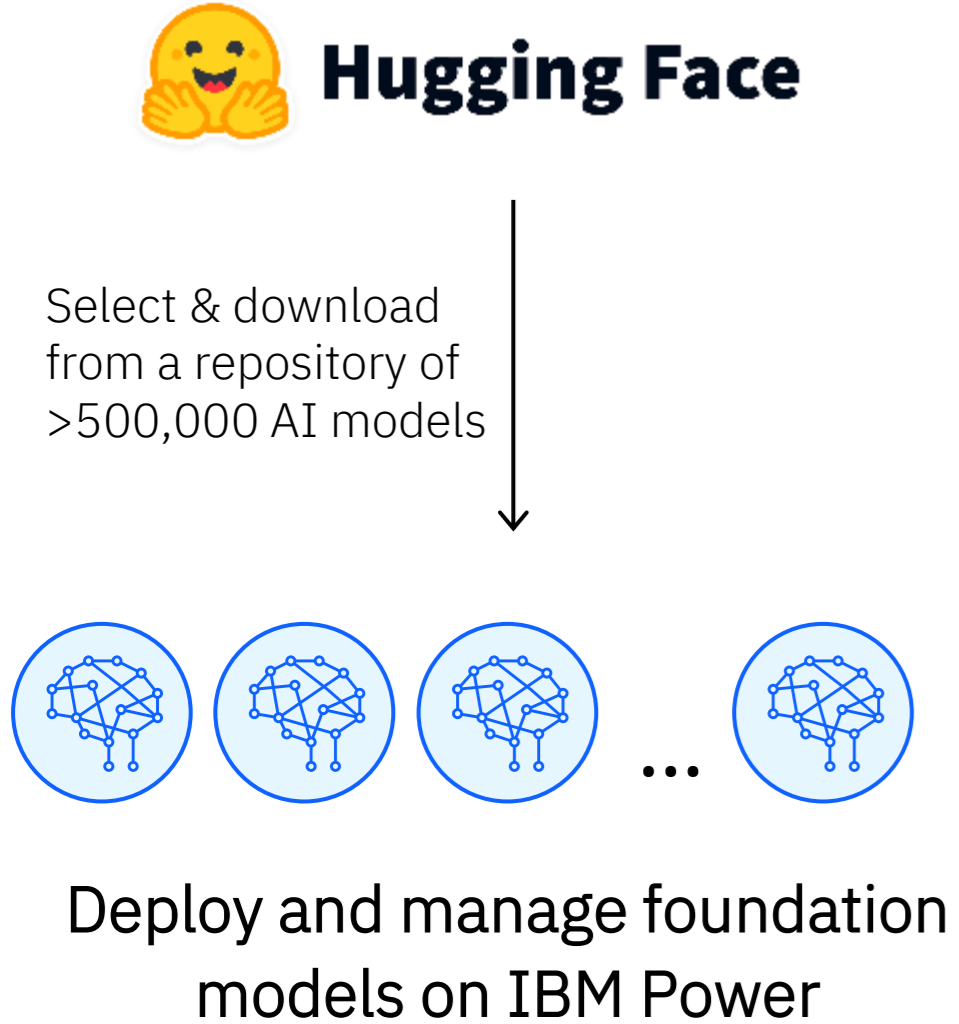 Hugging Face
Select & download
from a repository of
>500,000 AI models
...
Deploy and manage foundation
models on IBM Power